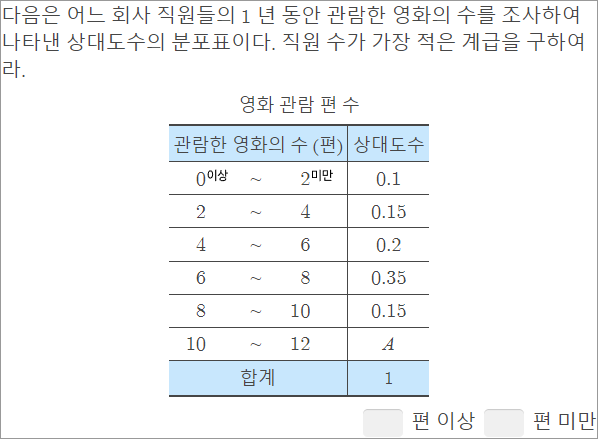 다음은 어느 회사 직원들의 1 년 동안 관람한 영화의 수를 조사하여
나타낸 상대도수의 분포표이다. 직원 수가 가장 적은 계급을 구하여
라.
영화 관람 편 수
관람한 영화의 수 (편) 상대도수
0이상 ~ 2미만 0.1
2 ~ 4 0.15
4 ~ 6 0.2
6 ~ 8 0.35
8 ~ 10 0.15
10 ~ 12 A
합계 1
편 이상 편 미만